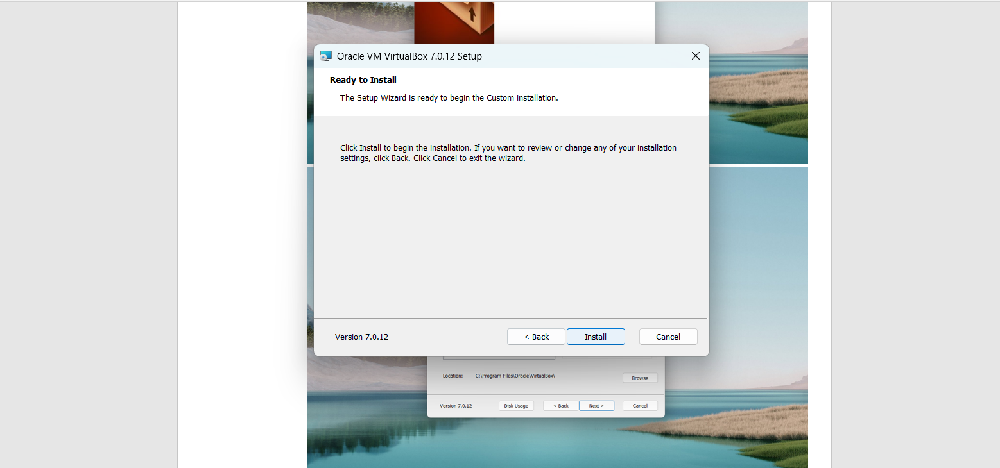 Oracle VM VirtualBox 7.0.12 Setup
Ready to Install
The Setup Wizard is ready to begin the Custom installation.
Click Install to begin the installation. If you want to review or change any of your installation
settings, click Back. Click Cancel to exit the wizard.
Version 7.0.12
< Back
Install
Cancel
Location:
C:\Program Files\Oracle\VirtualBox\
Browse
Version 7.0.12
Disk Usage
< Back
Next >
Cancel